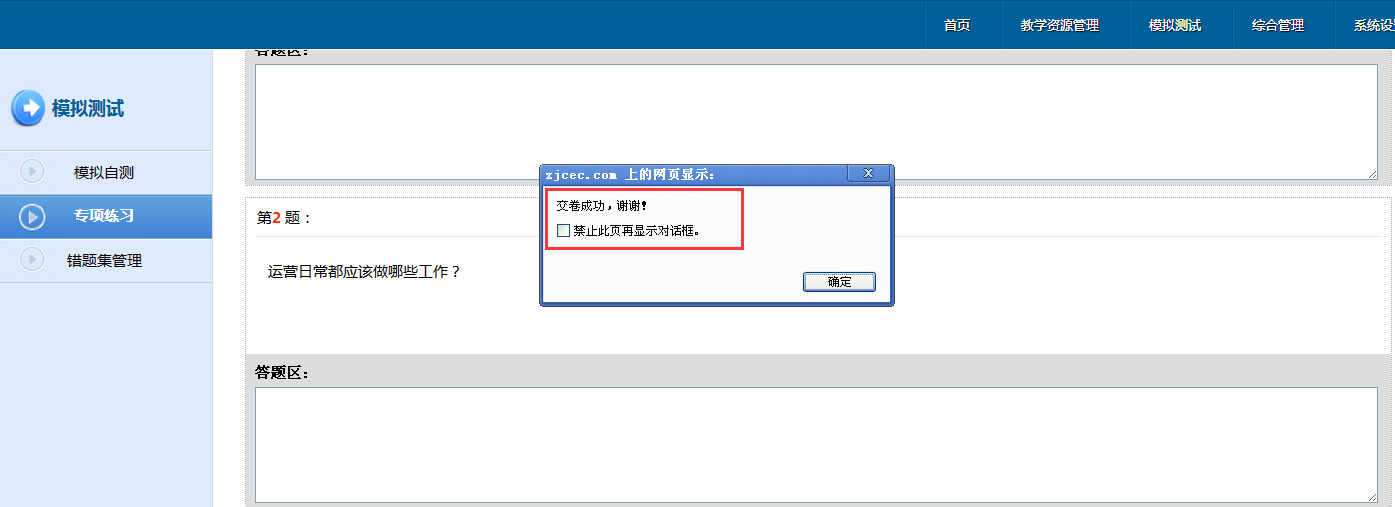 首页 教学资源管理 模拟测试 综合管理 系统设
答题区：
模拟测试
模拟自测
专项练习
错题集管理
zjcec.com 上的网页显示：
X
交卷成功，谢谢！
禁止此页再显示对话框。
确定
第2 题：
运营日常都应该做哪些工作？
答题区：